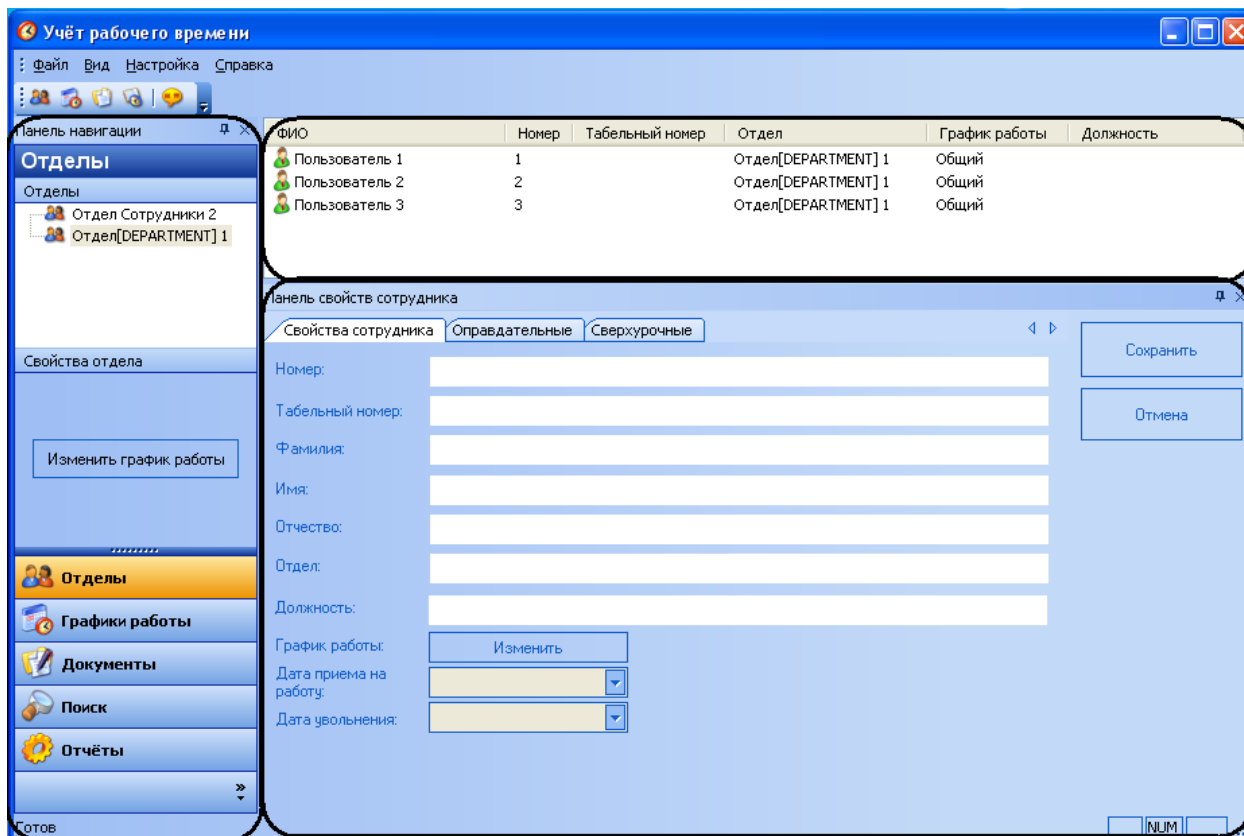 Учёт рабочего времени
Файл Вид Настройка Справка
Панель навигации
Отделы
Отделы
Отдел Сотрудники 2
Отдел[DEPARTMENT] 1
Свойства отдела
Изменить график работы
Отделы
Графики работы
Документы
Поиск
Отчёты
Готов
ФИО Номер Табельный номер Отдел График работы Должность
Пользователь 1 1 Отдел[DEPARTMENT] 1 Общий
Пользователь 2 2 Отдел[DEPARTMENT] 1 Общий
Пользователь 3 3 Отдел[DEPARTMENT] 1 Общий
Панель свойств сотрудника
Свойства сотрудника Оправдательные Сверхурочные
Сохранить
Отмена
Номер:
Табельный номер:
Фамилия:
Имя:
Отчество:
Отдел:
Должность:
График работы: Изменить
Дата приема на
работу:
Дата увольнения:
NUM